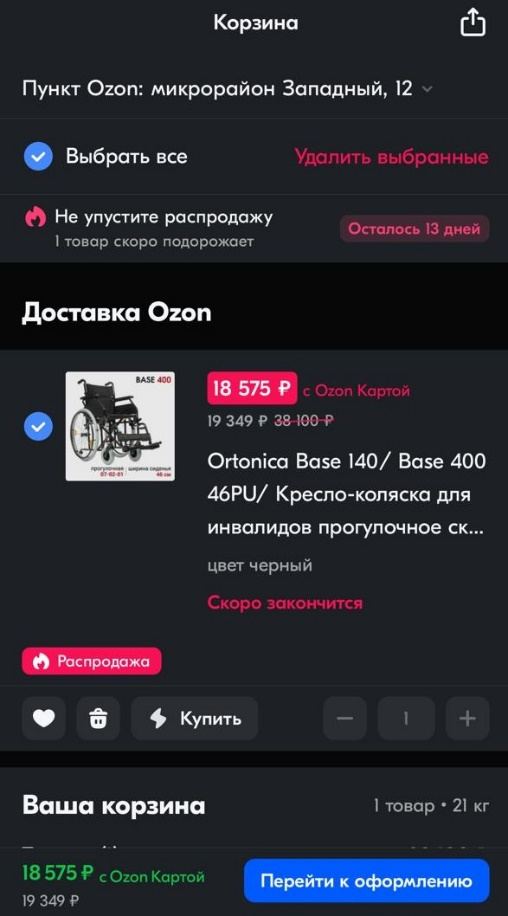 Корзина
Пункт Ozon: микрорайон Западный, 12
Выбрать все
Удалить выбранные
Не упустите распродажу
1 товар скоро подорожает
Осталось 13 дней
Доставка Ozon
BASE 400
прогулочная
07-02-01
ширина сиденья
46 см
18 575 ₽ с Ozon Картой
19 349 ₽ 38 100 ₽
Ortonica Base 140/ Base 400
46PU/ Кресло-коляска для
инвалидов прогулочное ск...
цвет черный
Скоро закончится
Распродажа
Купить
1
Ваша корзина
1 товар • 21 кг
18 575 ₽ с Ozon Картой
19 349 ₽
Перейти к оформлению